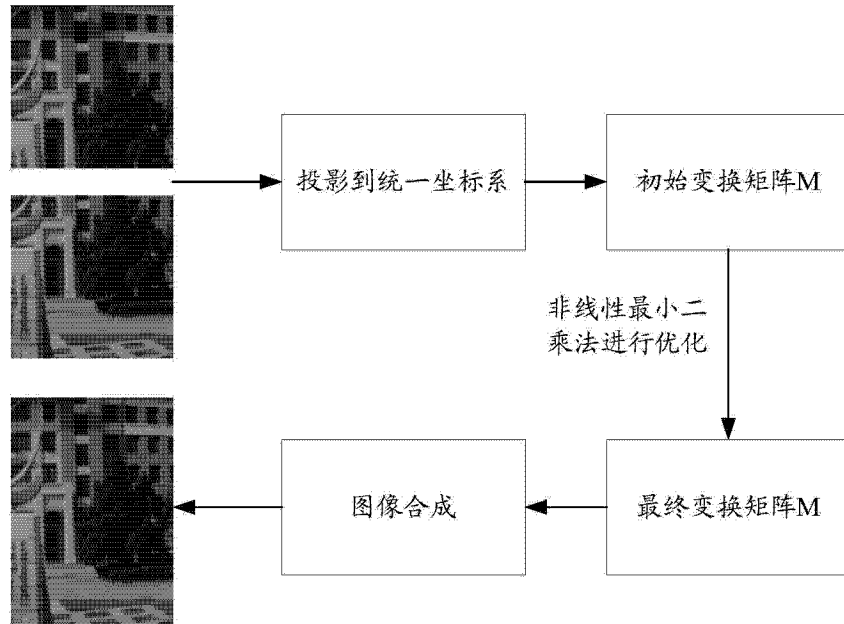 投影到统一坐标系
初始变换矩阵M
非线性最小二
乘法进行优化
图像合成
最终变换矩阵M